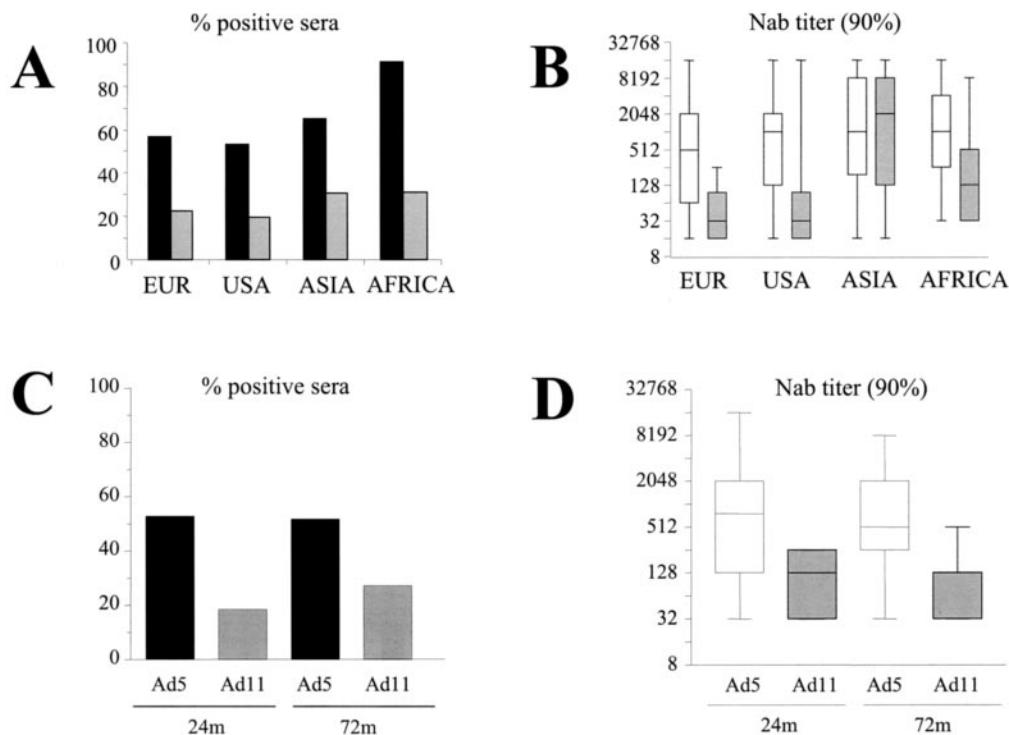 A
% positive sera
100
80
60
40
20
0
EUR USA ASIA AFRICA
B
Nab titer (90%)
32768
8192
2048
512
128
32
8
EUR USA ASIA AFRICA
C
% positive sera
100
80
60
40
20
0
Ad5 Ad11 Ad5 Ad11
24m 72m
D
Nab titer (90%)
32768
8192
2048
512
128
32
8
Ad5 Ad11 Ad5 Ad11
24m 72m